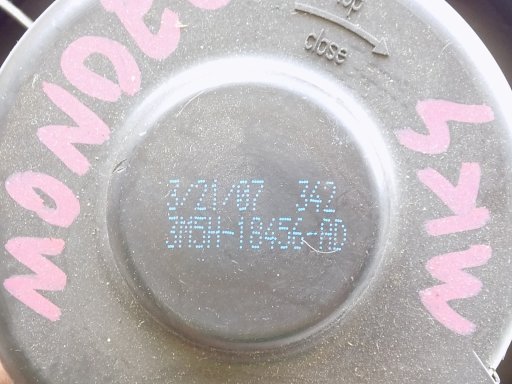 MONDEO
MK4
close
3/21/07 342
3M5H-18456-AD